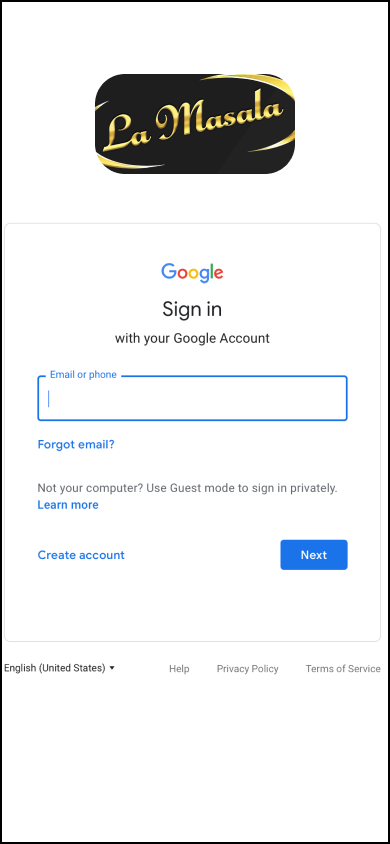 La Masala
Google
Sign in
with your Google Account
Email or phone
Forgot email?
Not your computer? Use Guest mode to sign in privately.
Learn more
Create account
Next
English (United States)
Help
Privacy Policy
Terms of Service